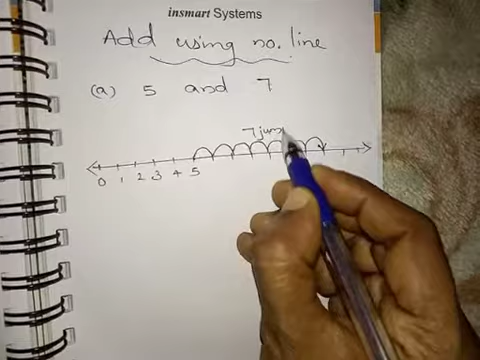 insmart Systems
Add using no. line
(a) 5 and 7
7 jum
0 1 2 3 4 5